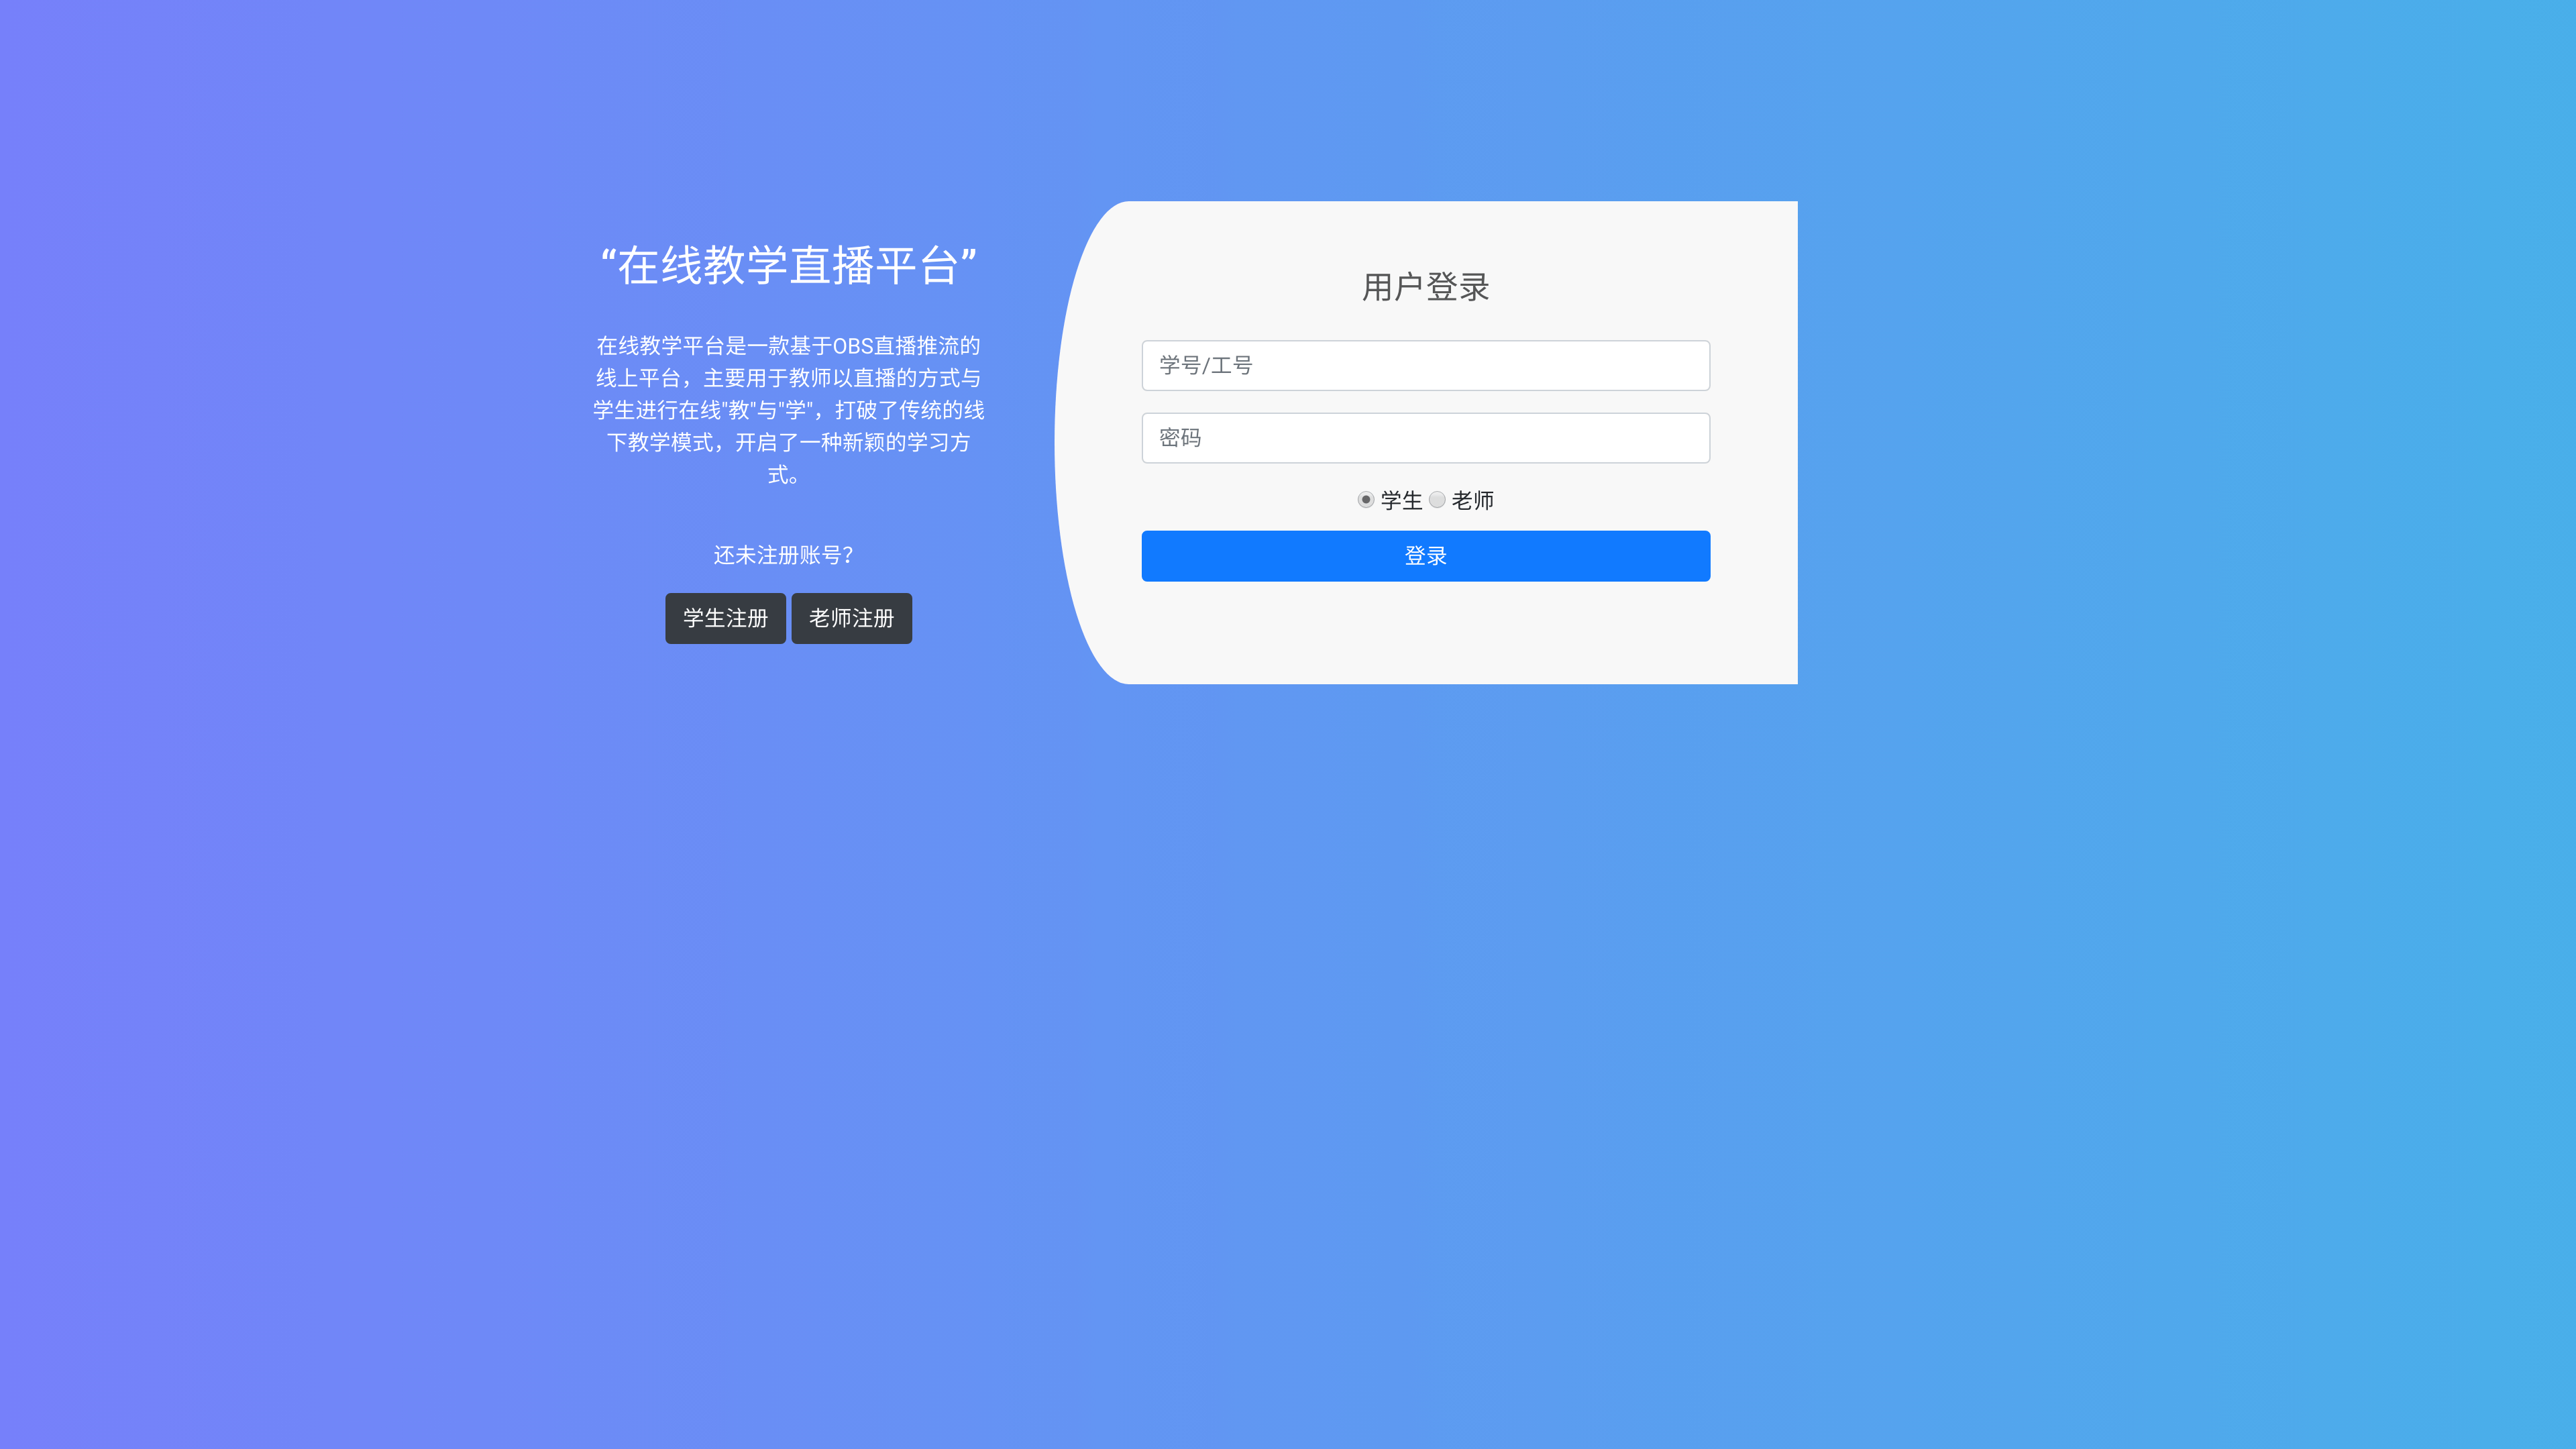 “在线教学直播平台”
在线教学平台是一款基于OBS直播推流的
线上平台，主要用于教师以直播的方式与
学生进行在线"教"与"学"，打破了传统的线
下教学模式，开启了一种新颖的学习方
式。
还未注册账号？
学生注册 老师注册
用户登录
学号/工号
密码
学生 老师
登录